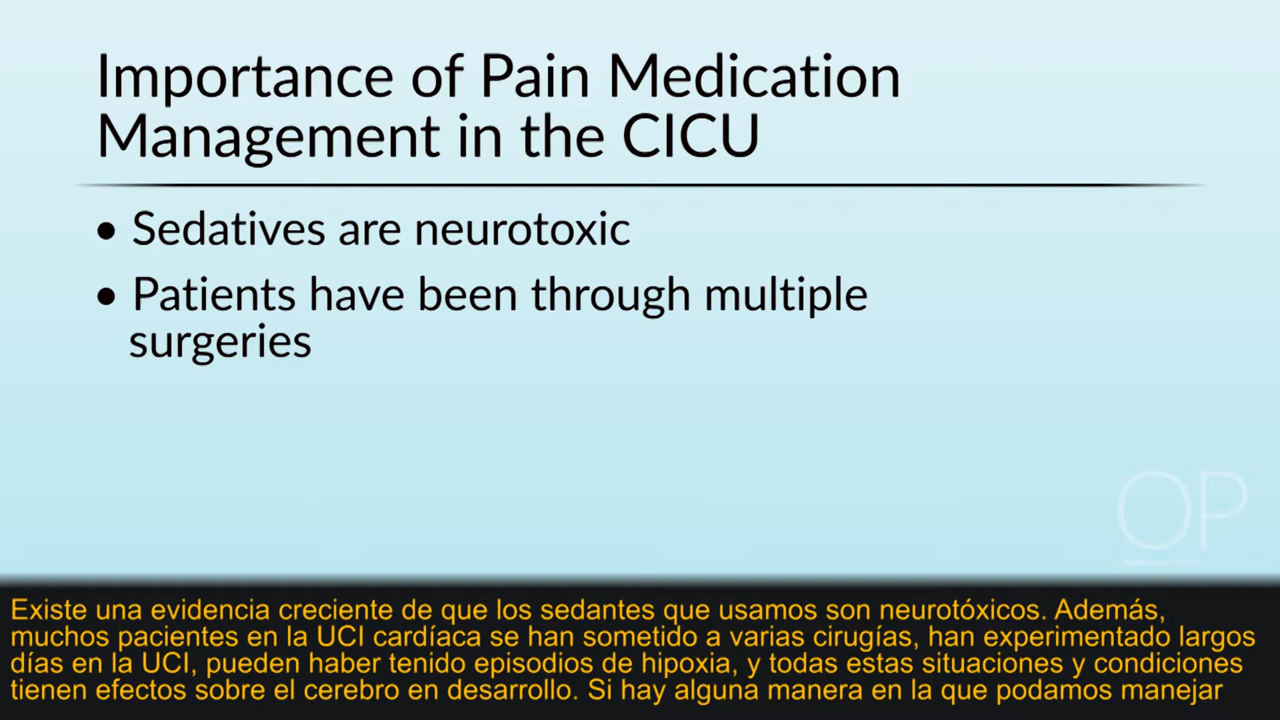 Importance of Pain Medication
Management in the CICU
• Sedatives are neurotoxic
• Patients have been through multiple
surgeries
OP
Existe una evidencia creciente de que los sedantes que usamos son neurotóxicos. Además,
muchos pacientes en la UCI cardíaca se han sometido a varias cirugías, han experimentado largos
días en la UCI, pueden haber tenido episodios de hipoxia, y todas estas situaciones y condiciones
tienen efectos sobre el cerebro en desarrollo. Si hay alguna manera en la que podamos manejar